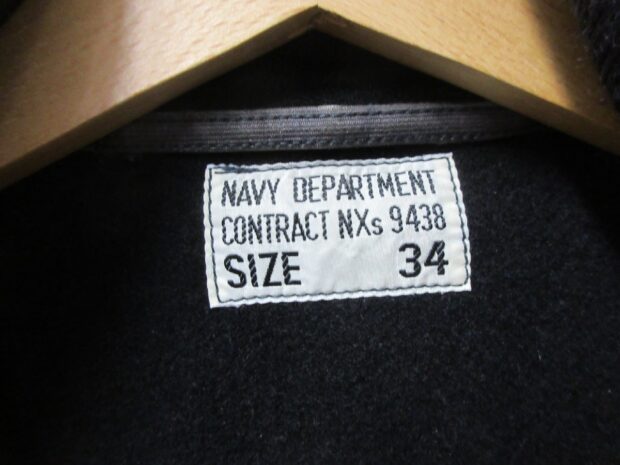 NAVY DEPARTMENT
CONTRACT NXs 9438
SIZE 34